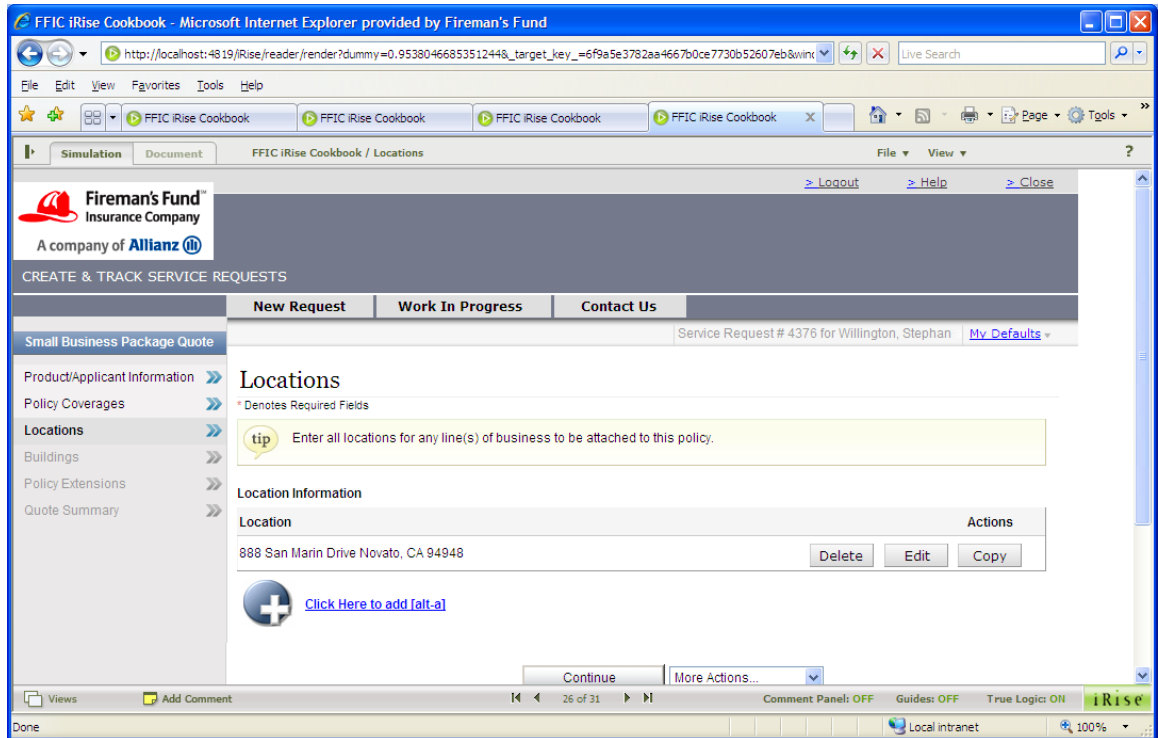 FFIC iRise Cookbook - Microsoft Internet Explorer provided by Fireman's Fund
http://localhost:4819/iRise/reader/render?dummy=0.9538046685351244&_target_key_=6f9a5e3782aa4667b0ce7730b52607eb&winc
Live Search
File Edit View Favorites Tools Help
FFIC iRise Cookbook FFIC iRise Cookbook FFIC iRise Cookbook FFIC iRise Cookbook X Page Tools »
Simulation Document FFIC iRise Cookbook / Locations File View ?
> Logout > Help > Close
Fireman's Fund™
Insurance Company
A company of Allianz
CREATE & TRACK SERVICE REQUESTS
New Request Work In Progress Contact Us
Service Request # 4376 for Willington, Stephan My Defaults
Small Business Package Quote
Product/Applicant Information
Policy Coverages
Locations
Buildings
Policy Extensions
Quote Summary
Locations
* Denotes Required Fields
tip Enter all locations for any line(s) of business to be attached to this policy.
Location Information
Location Actions
888 San Marin Drive Novato, CA 94948 Delete Edit Copy
Click Here to add [alt-a]
Continue More Actions...
Views Add Comment 26 of 31 Comment Panel: OFF Guides: OFF True Logic: ON iRise
Done Local intranet 100%